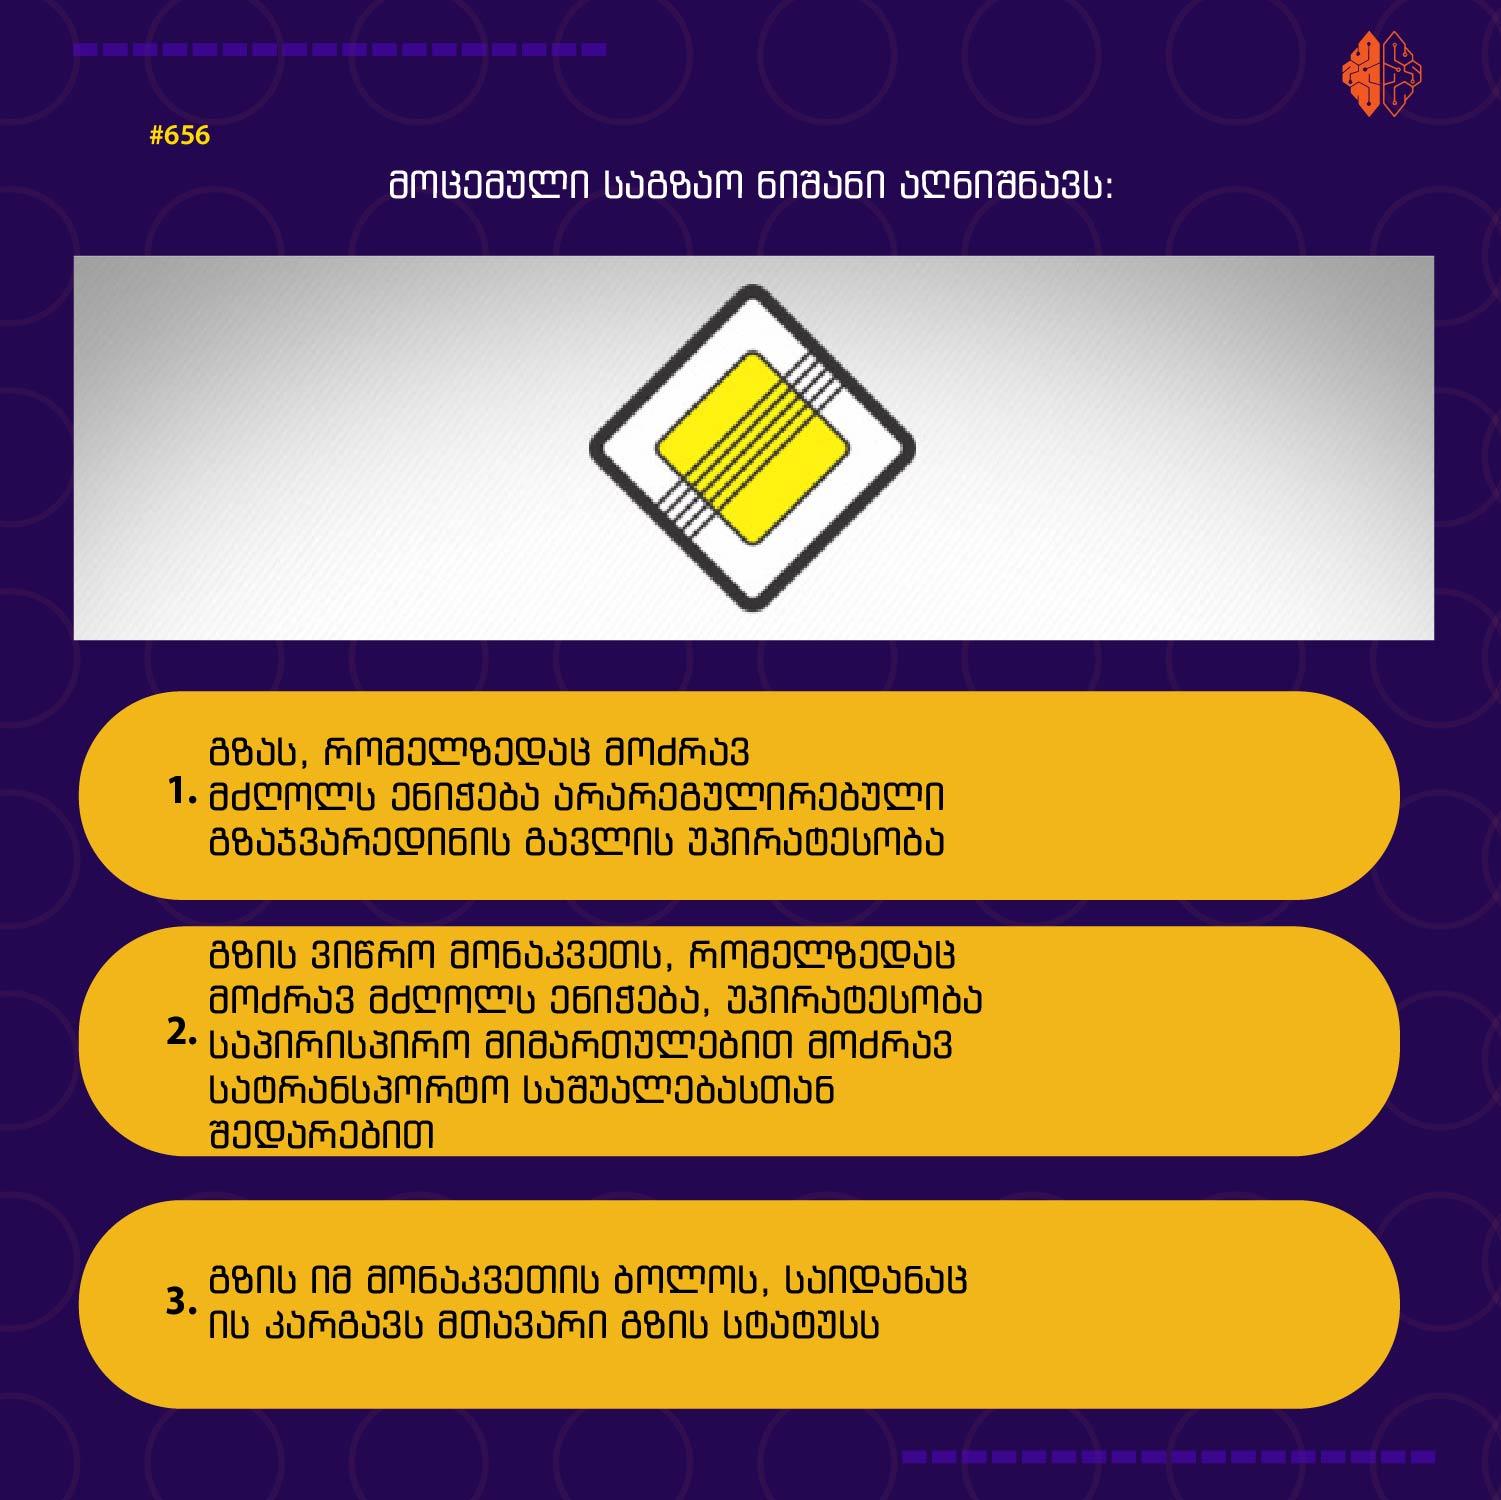 #656
მოცემული საგზაო ნიშანი აღნიშნავს:
1. გზას, რომელზედაც მოძრავ
მძღოლს ენიჭება არარეგულირებული
გზაჯვარედინის გავლის უპირატესობა
2. გზის ვიწრო მონაკვეთს, რომელზედაც
მოძრავ მძღოლს ენიჭება, უპირატესობა
საპირისპირო მიმართულებით მოძრავ
სატრანსპორტო საშუალებასთან
შედარებით
3. გზის იმ მონაკვეთის ბოლოს, საიდანაც
ის კარგავს მთავარი გზის სტატუსს